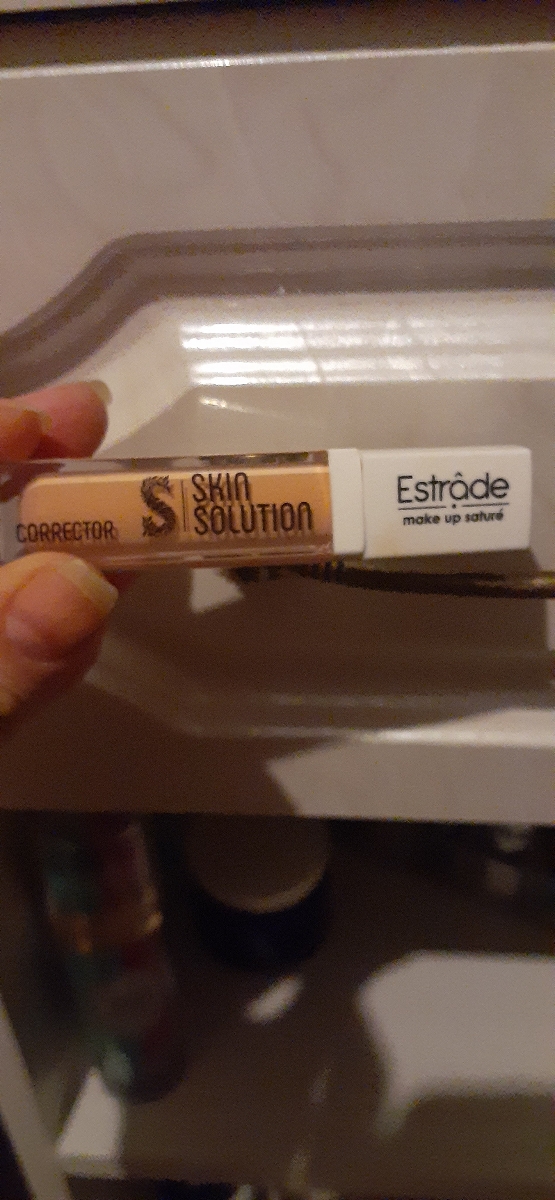 CORRECTOR
S
SKIN
SOLUTION
Estrâde
make up saturé